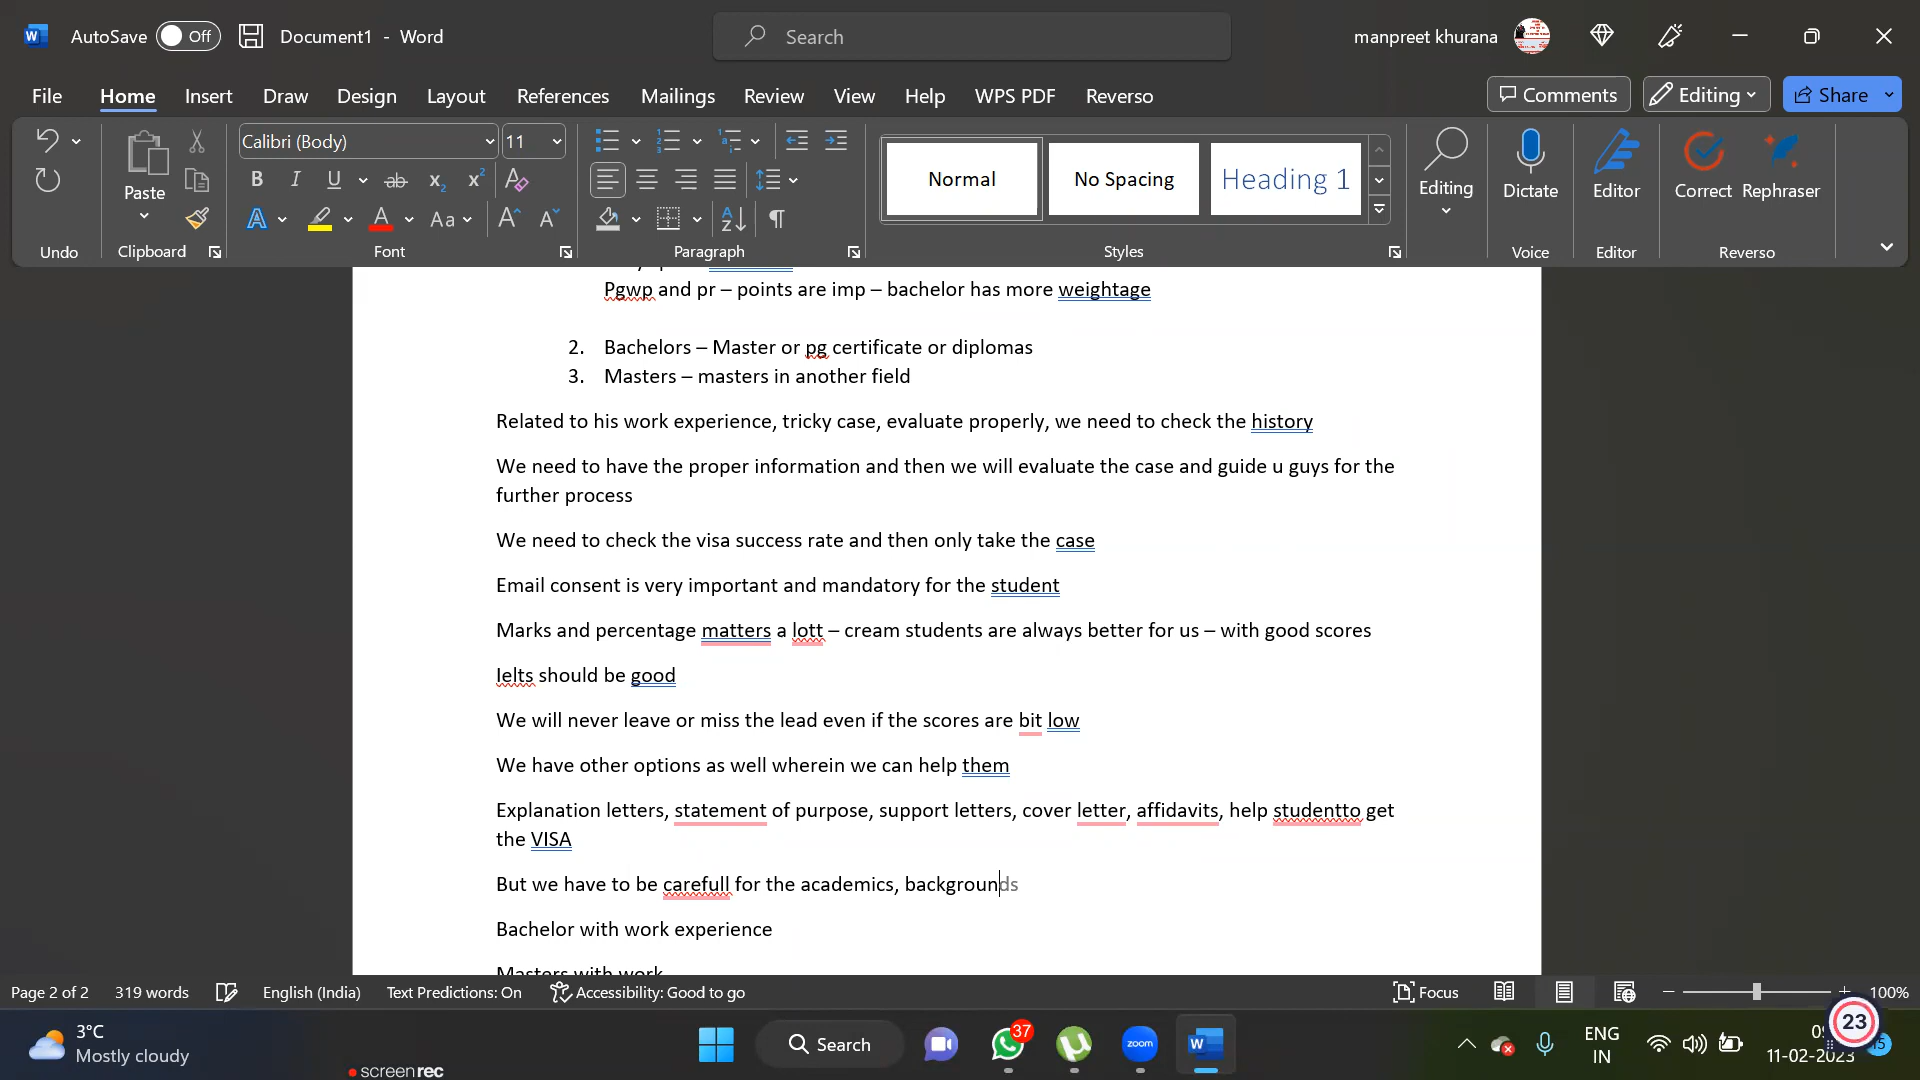 AutoSave Off Document1 - Word Search manpreet khurana
File Home Insert Draw Design Layout References Mailings Review View Help WPS PDF Reverso Comments Editing Share
Calibri (Body) 11
Paste
Normal No Spacing Heading 1
Editing Dictate Editor Correct Rephraser
Undo Clipboard Font Paragraph Styles Voice Editor Reverso
Pgwp and pr – points are imp – bachelor has more weightage
2. Bachelors – Master or pg certificate or diplomas
3. Masters – masters in another field
Related to his work experience, tricky case, evaluate properly, we need to check the history
We need to have the proper information and then we will evaluate the case and guide u guys for the
further process
We need to check the visa success rate and then only take the case
Email consent is very important and mandatory for the student
Marks and percentage matters a lott – cream students are always better for us – with good scores
Ielts should be good
We will never leave or miss the lead even if the scores are bit low
We have other options as well wherein we can help them
Explanation letters, statement of purpose, support letters, cover letter, affidavits, help studentto get
the VISA
But we have to be carefull for the academics, backgrounds
Bachelor with work experience
Masters with work
Page 2 of 2 319 words English (India) Text Predictions: On Accessibility: Good to go Focus 100%
3°C
Mostly cloudy
Search
37
zoom
ENG
IN
11-02-2023
23
screenrec